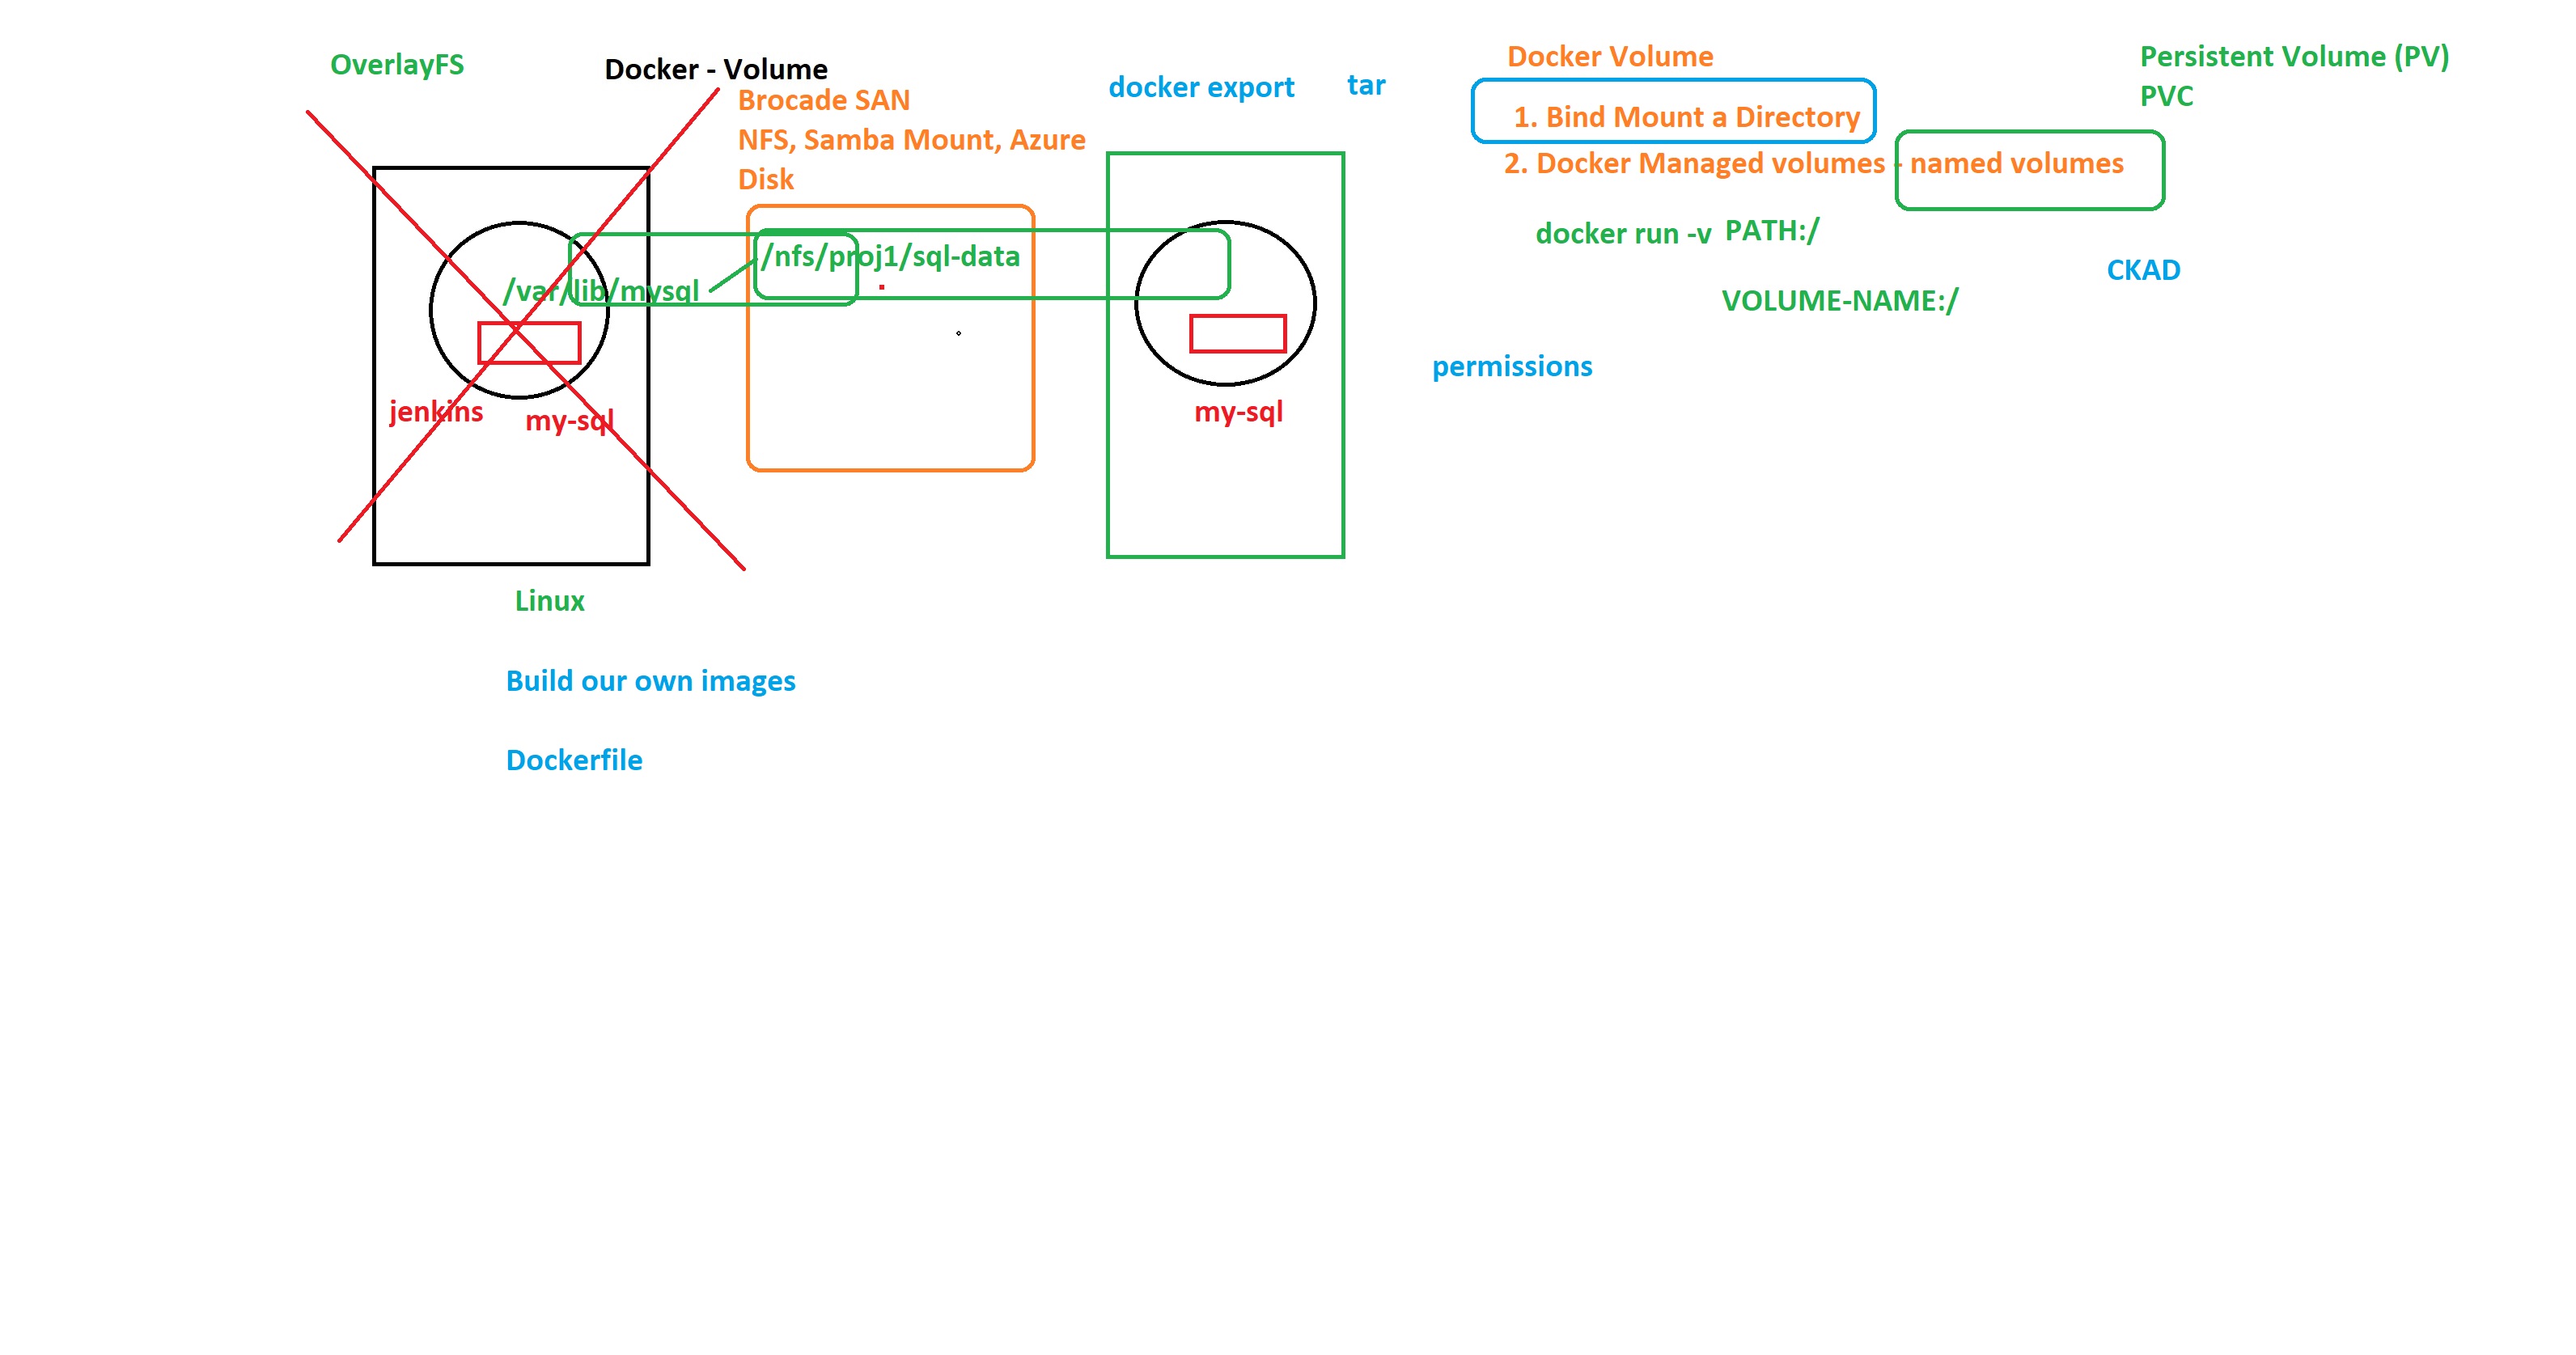 OverlayFS
Docker - Volume
Brocade SAN
NFS, Samba Mount, Azure
Disk
docker export
tar
/nfs/proj1/sql-data
/var/lib/mysql
jenkins
my-sql
my-sql
Linux
Build our own images
Dockerfile
Docker Volume
1. Bind Mount a Directory
2. Docker Managed volumes - named volumes
docker run -v PATH:/
VOLUME-NAME:/
permissions
Persistent Volume (PV)
PVC
CKAD